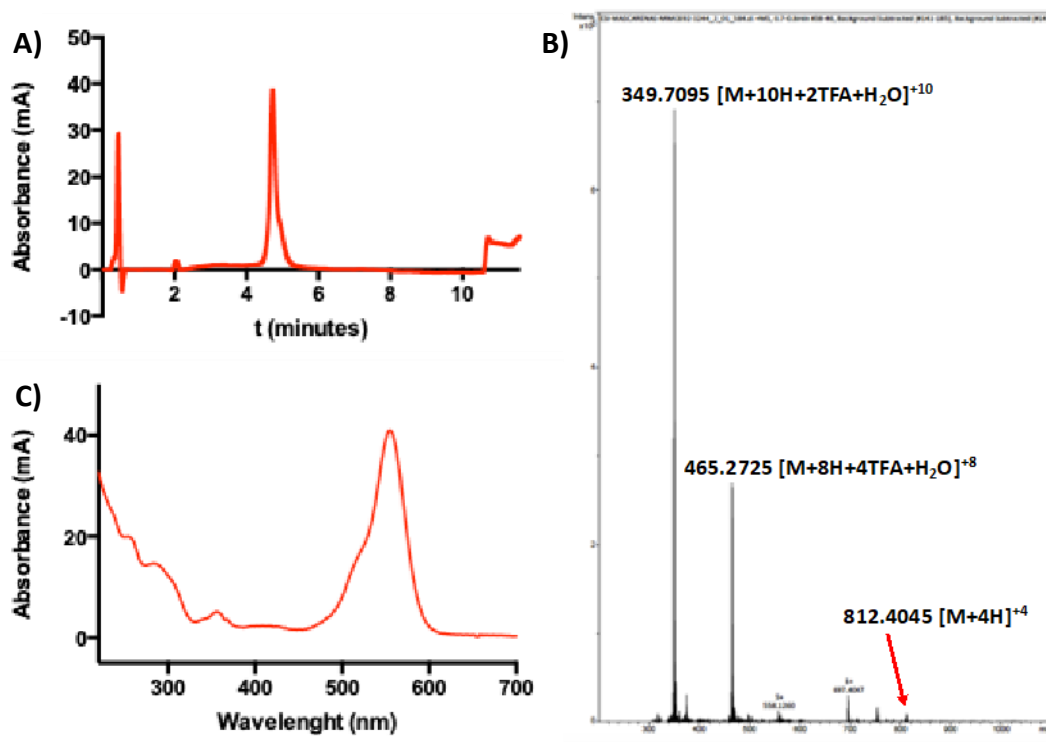 A)
Absorbance (mA)
50
40
30
20
10
0
-10
2
4
6
8
10
t (minutes)
B)
349.7095 [M+10H+2TFA+H₂O]⁺¹⁰
465.2725 [M+8H+4TFA+H₂O]⁺⁸
812.4045 [M+4H]⁺⁴
C)
Absorbance (mA)
40
20
0
300
400
500
600
700
Wavelenght (nm)